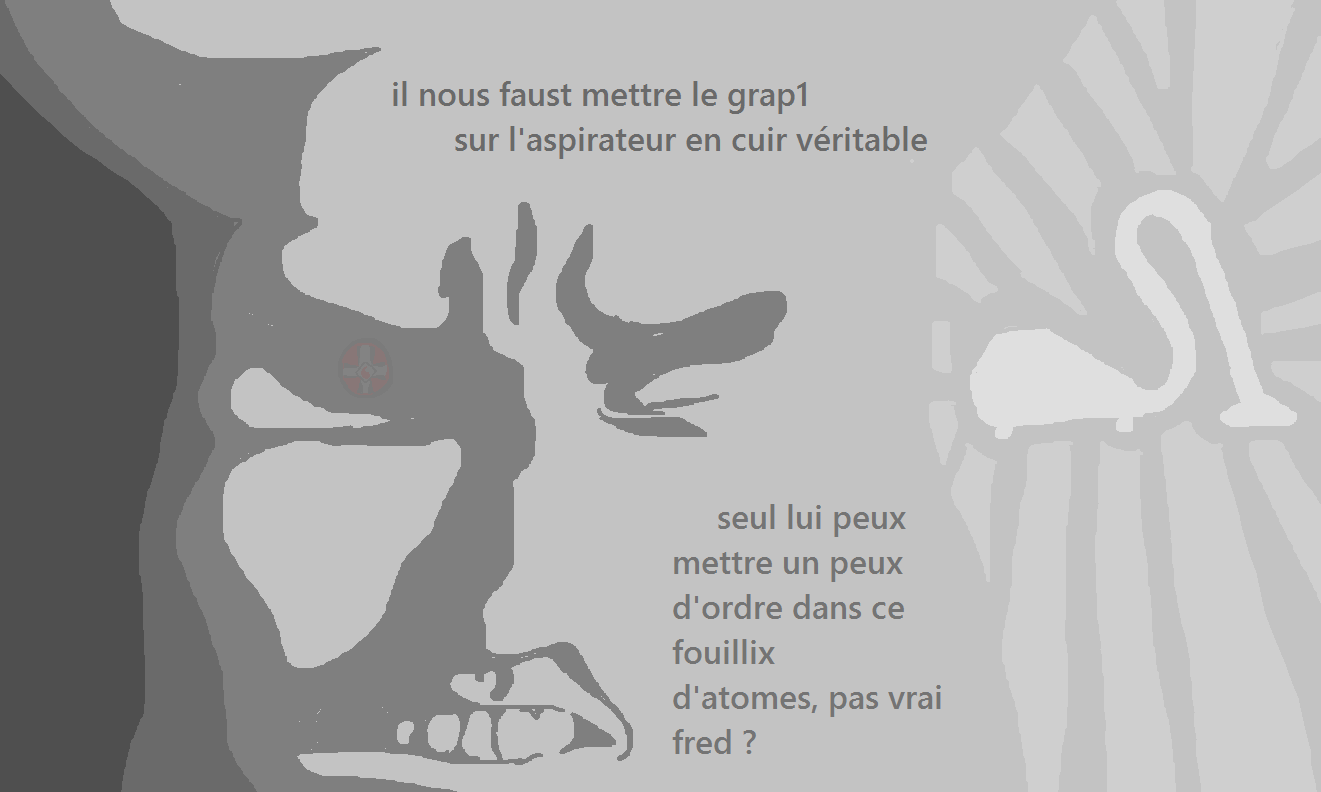 il nous faust mettre le grap1
sur l'aspirateur en cuir véritable
seul lui peux
mettre un peux
d'ordre dans ce
fouillix
d'atomes, pas vrai
fred ?